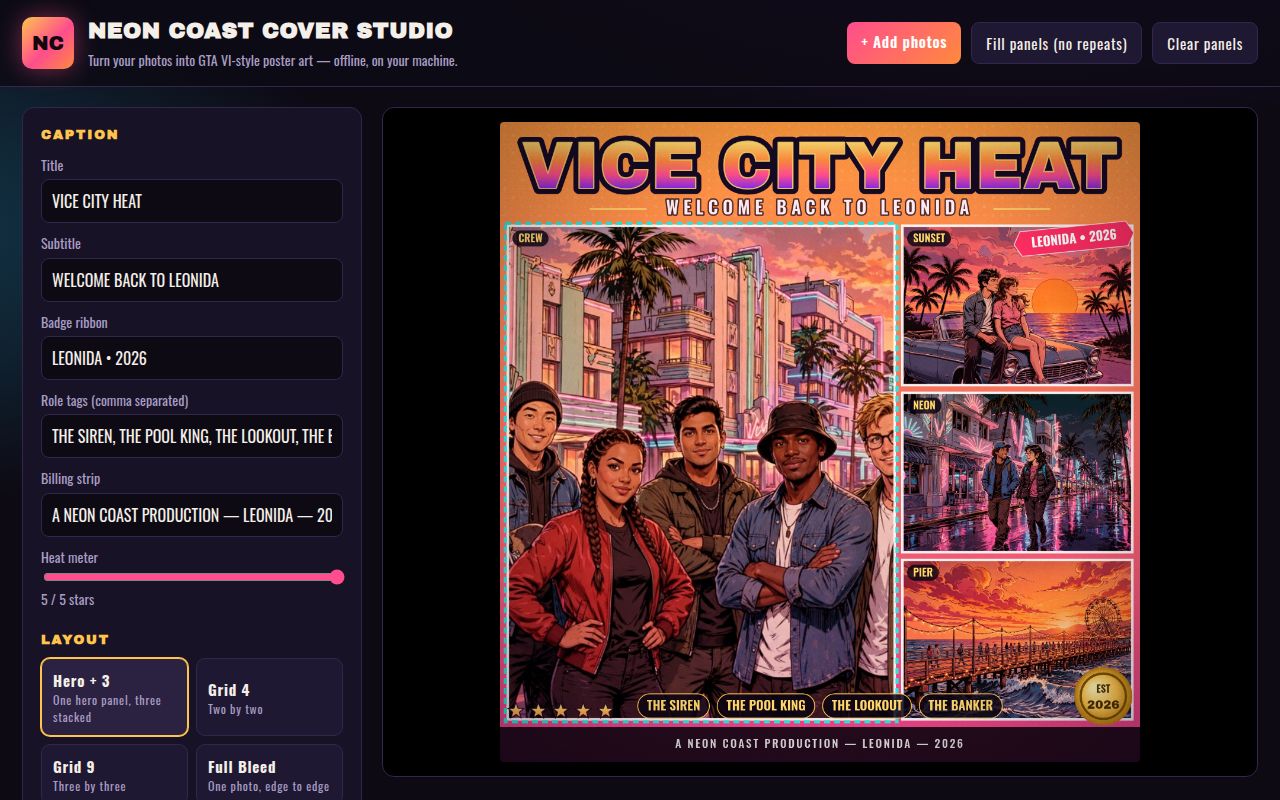 NC
NEON COAST COVER STUDIO
Turn your photos into GTA VI-style poster art — offline, on your machine.
+ Add photos
Fill panels (no repeats)
Clear panels
CAPTION
Title
VICE CITY HEAT
Subtitle
WELCOME BACK TO LEONIDA
Badge ribbon
LEONIDA • 2026
Role tags (comma separated)
THE SIREN, THE POOL KING, THE LOOKOUT, THE E
Billing strip
A NEON COAST PRODUCTION — LEONIDA — 20
Heat meter
5 / 5 stars
LAYOUT
Hero + 3
One hero panel, three
stacked
Grid 4
Two by two
Grid 9
Three by three
Full Bleed
One photo, edge to edge
VICE CITY HEAT
WELCOME BACK TO LEONIDA
CREW
SUNSET
LEONIDA • 2026
NEON
PIER
THE SIREN
THE POOL KING
THE LOOKOUT
THE BANKER
EST
2026
A NEON COAST PRODUCTION — LEONIDA — 2026